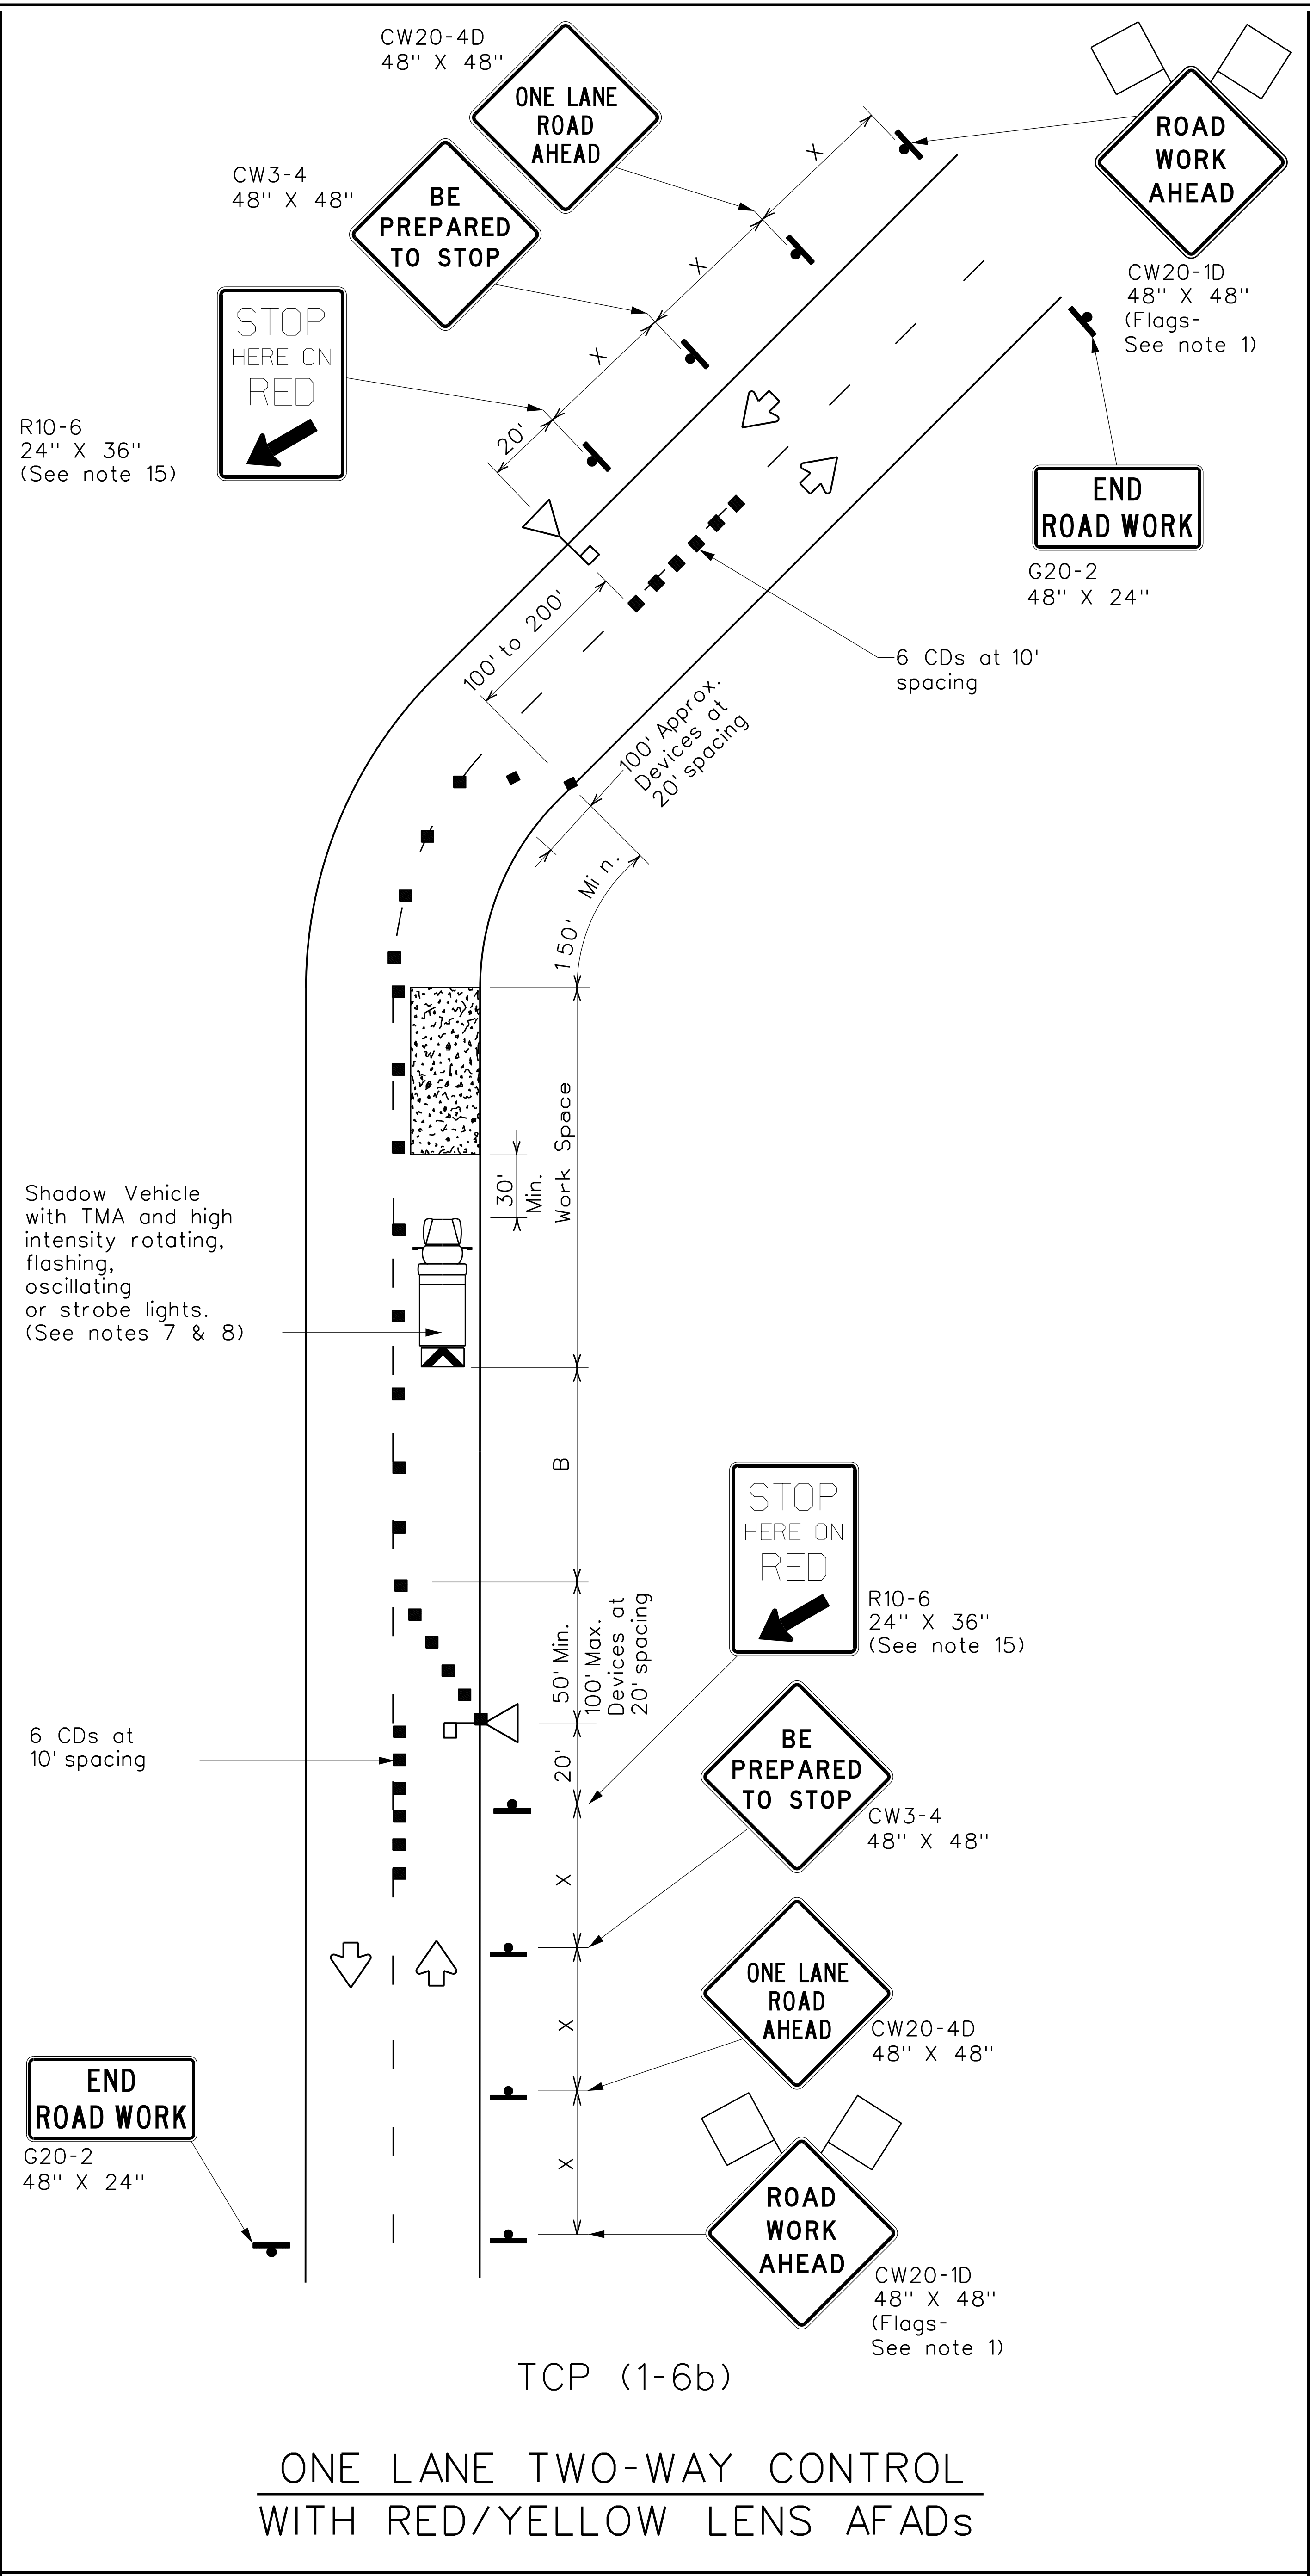 CW20-4D
48" X 48"
ONE LANE
ROAD
AHEAD
ROAD
WORK
AHEAD
CW20-1D
48" X 48"
(Flags-
See note 1)
CW3-4
48" X 48"
BE
PREPARED
TO STOP
STOP
HERE ON
RED
R10-6
24" X 36"
(See note 15)
X
X
X
20'
END
ROAD WORK
G20-2
48" X 24"
6 CDs at 10'
spacing
100' to 200'
100' Approx.
Devices at
20' spacing
150' Min.
Work Space
30'
Min.
Shadow Vehicle
with TMA and high
intensity rotating,
flashing,
oscillating
or strobe lights.
(See notes 7 & 8)
B
50' Min.
100' Max.
Devices at
20' spacing
STOP
HERE ON
RED
R10-6
24" X 36"
(See note 15)
6 CDs at
10' spacing
20'
BE
PREPARED
TO STOP
CW3-4
48" X 48"
X
ONE LANE
ROAD
AHEAD
CW20-4D
48" X 48"
X
END
ROAD WORK
G20-2
48" X 24"
X
ROAD
WORK
AHEAD
CW20-1D
48" X 48"
(Flags-
See note 1)
TCP (1-6b)
ONE LANE TWO-WAY CONTROL
WITH RED/YELLOW LENS AFADs